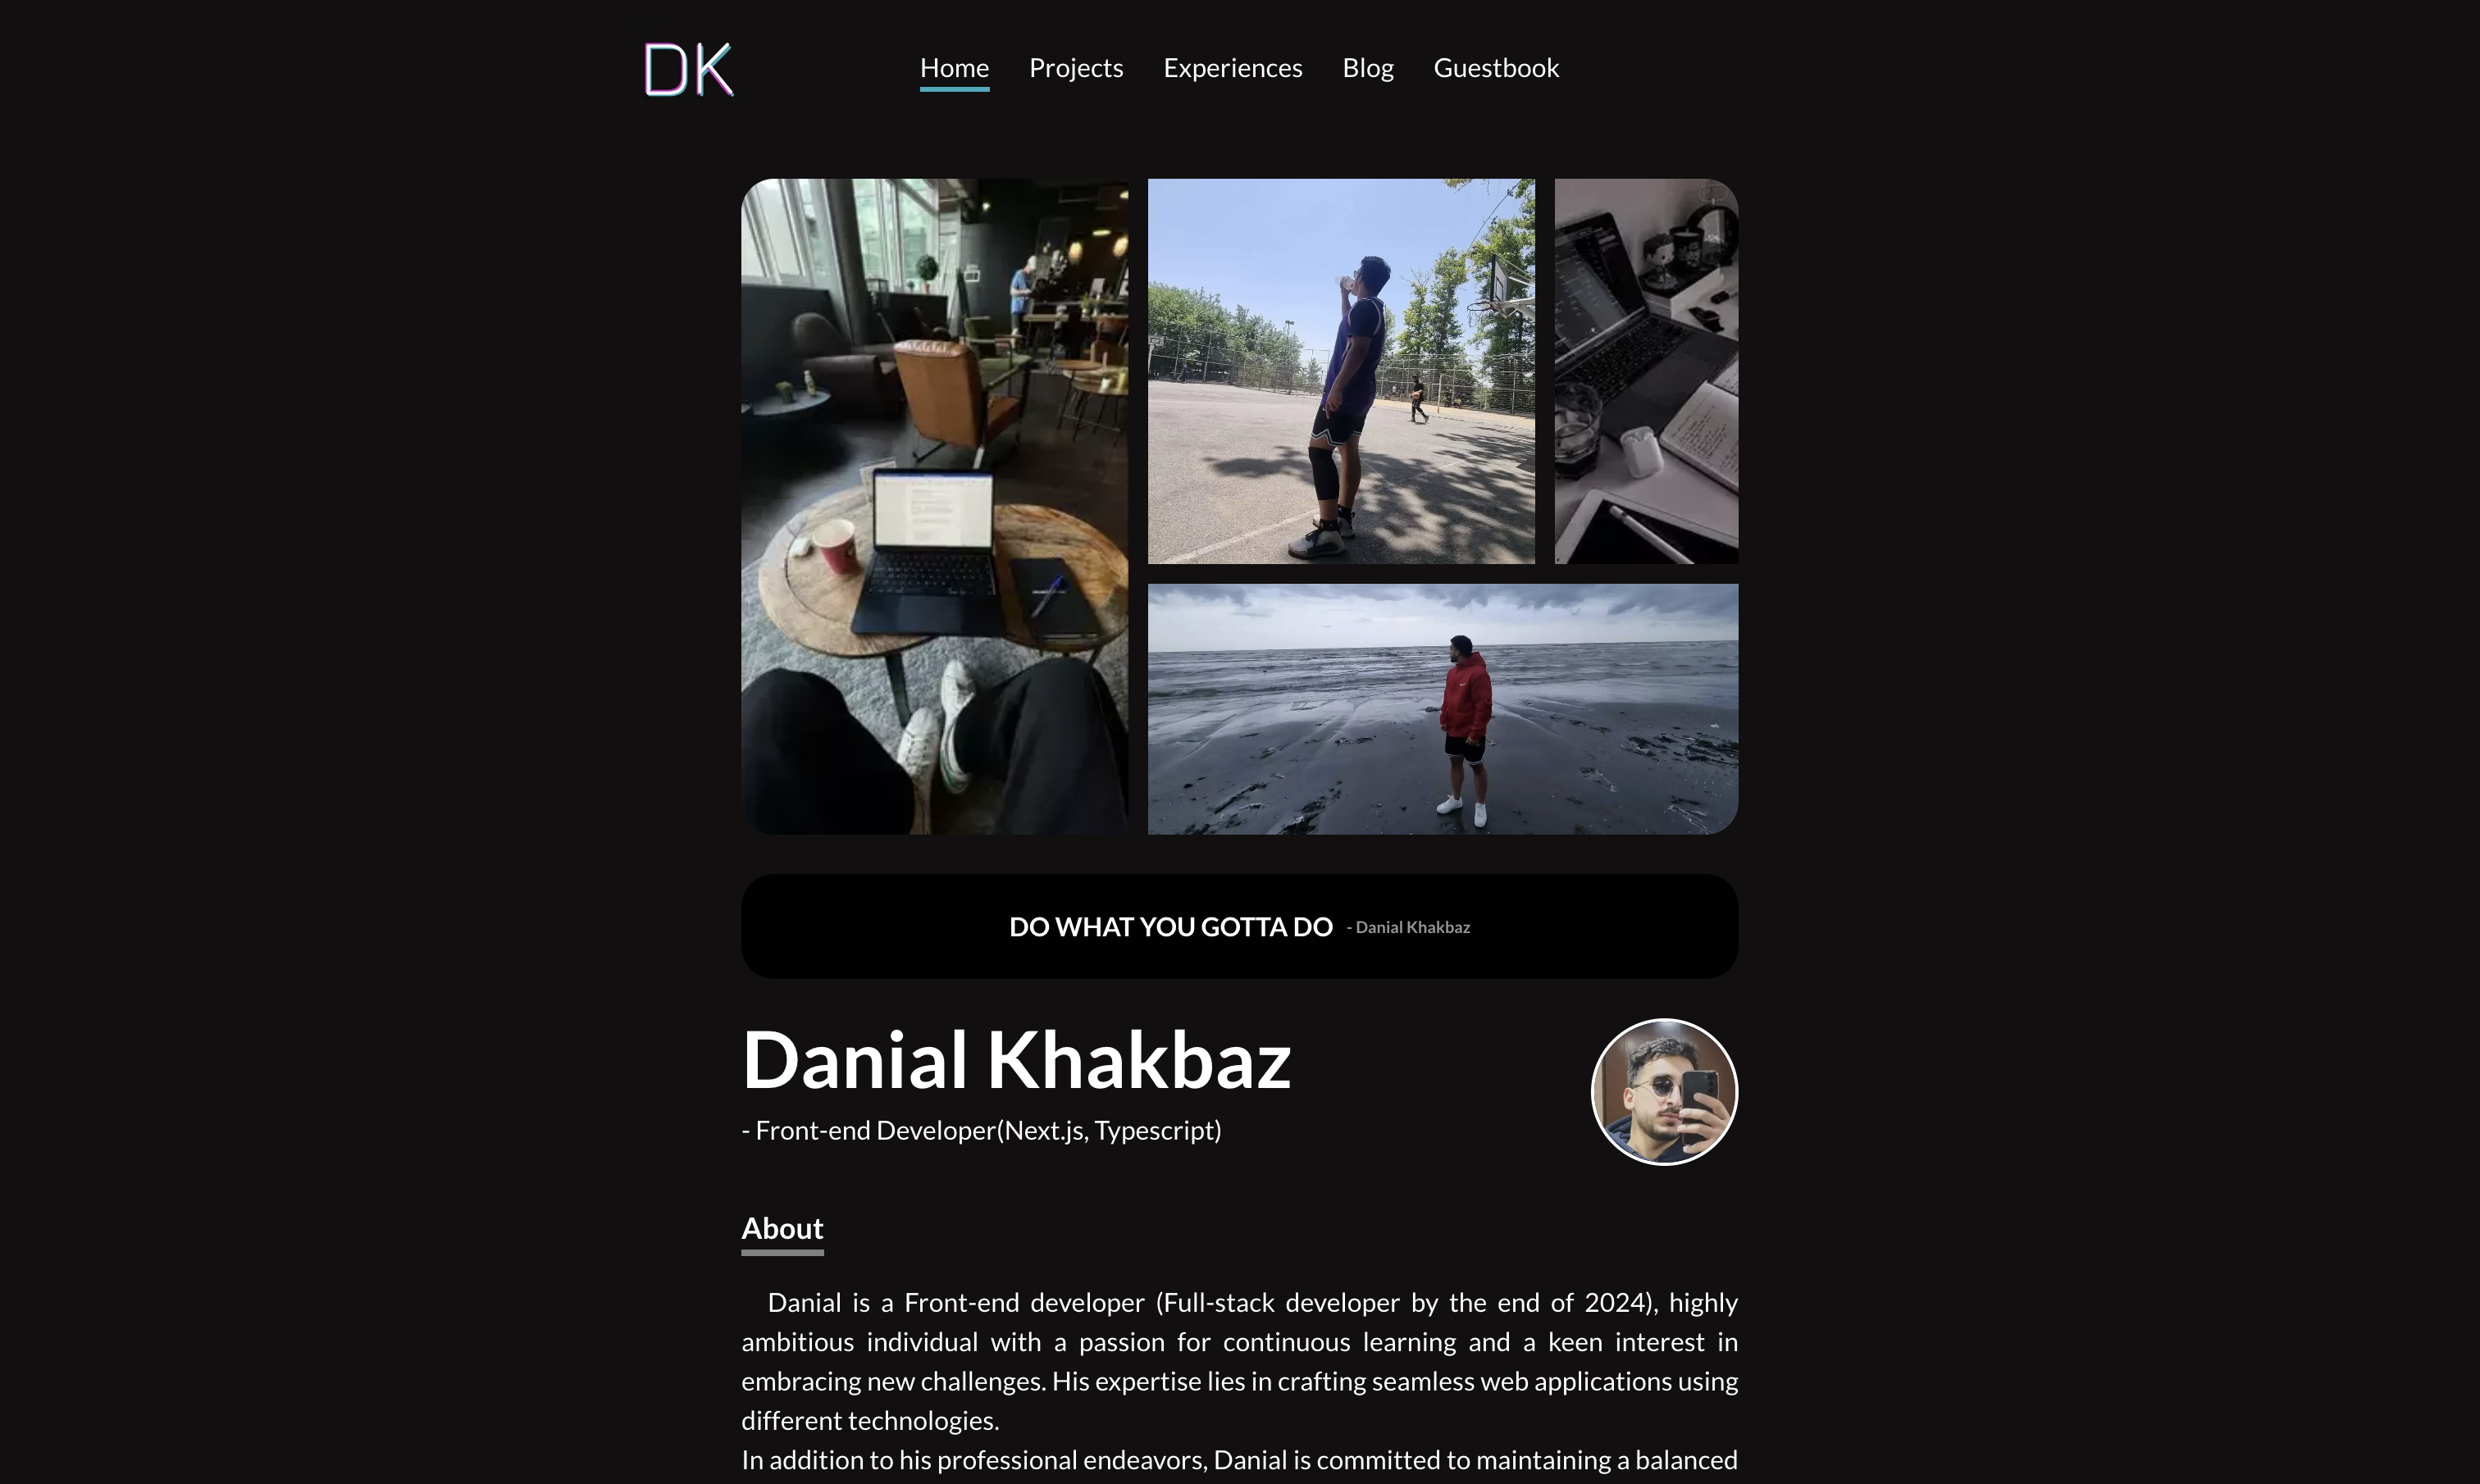 DK
Home Projects Experiences Blog Guestbook
DO WHAT YOU GOTTA DO - Danial Khakbaz
Danial Khakbaz
- Front-end Developer(Next.js, Typescript)
About
Danial is a Front-end developer (Full-stack developer by the end of 2024), highly
ambitious individual with a passion for continuous learning and a keen interest in
embracing new challenges. His expertise lies in crafting seamless web applications using
different technologies.
In addition to his professional endeavors, Danial is committed to maintaining a balanced